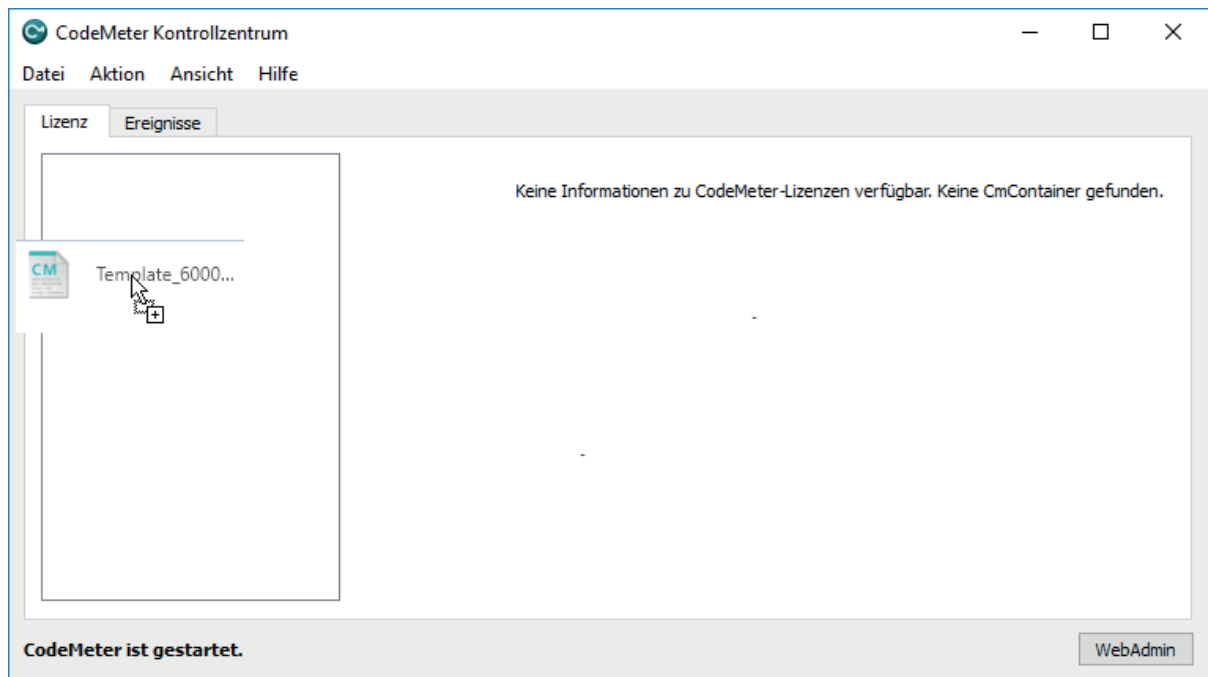 CodeMeter Kontrollzentrum
Datei Aktion Ansicht Hilfe
Lizenz Ereignisse
Keine Informationen zu CodeMeter-Lizenzen verfügbar. Keine CmContainer gefunden.
CM
Template_6000...
-
-
CodeMeter ist gestartet.
WebAdmin